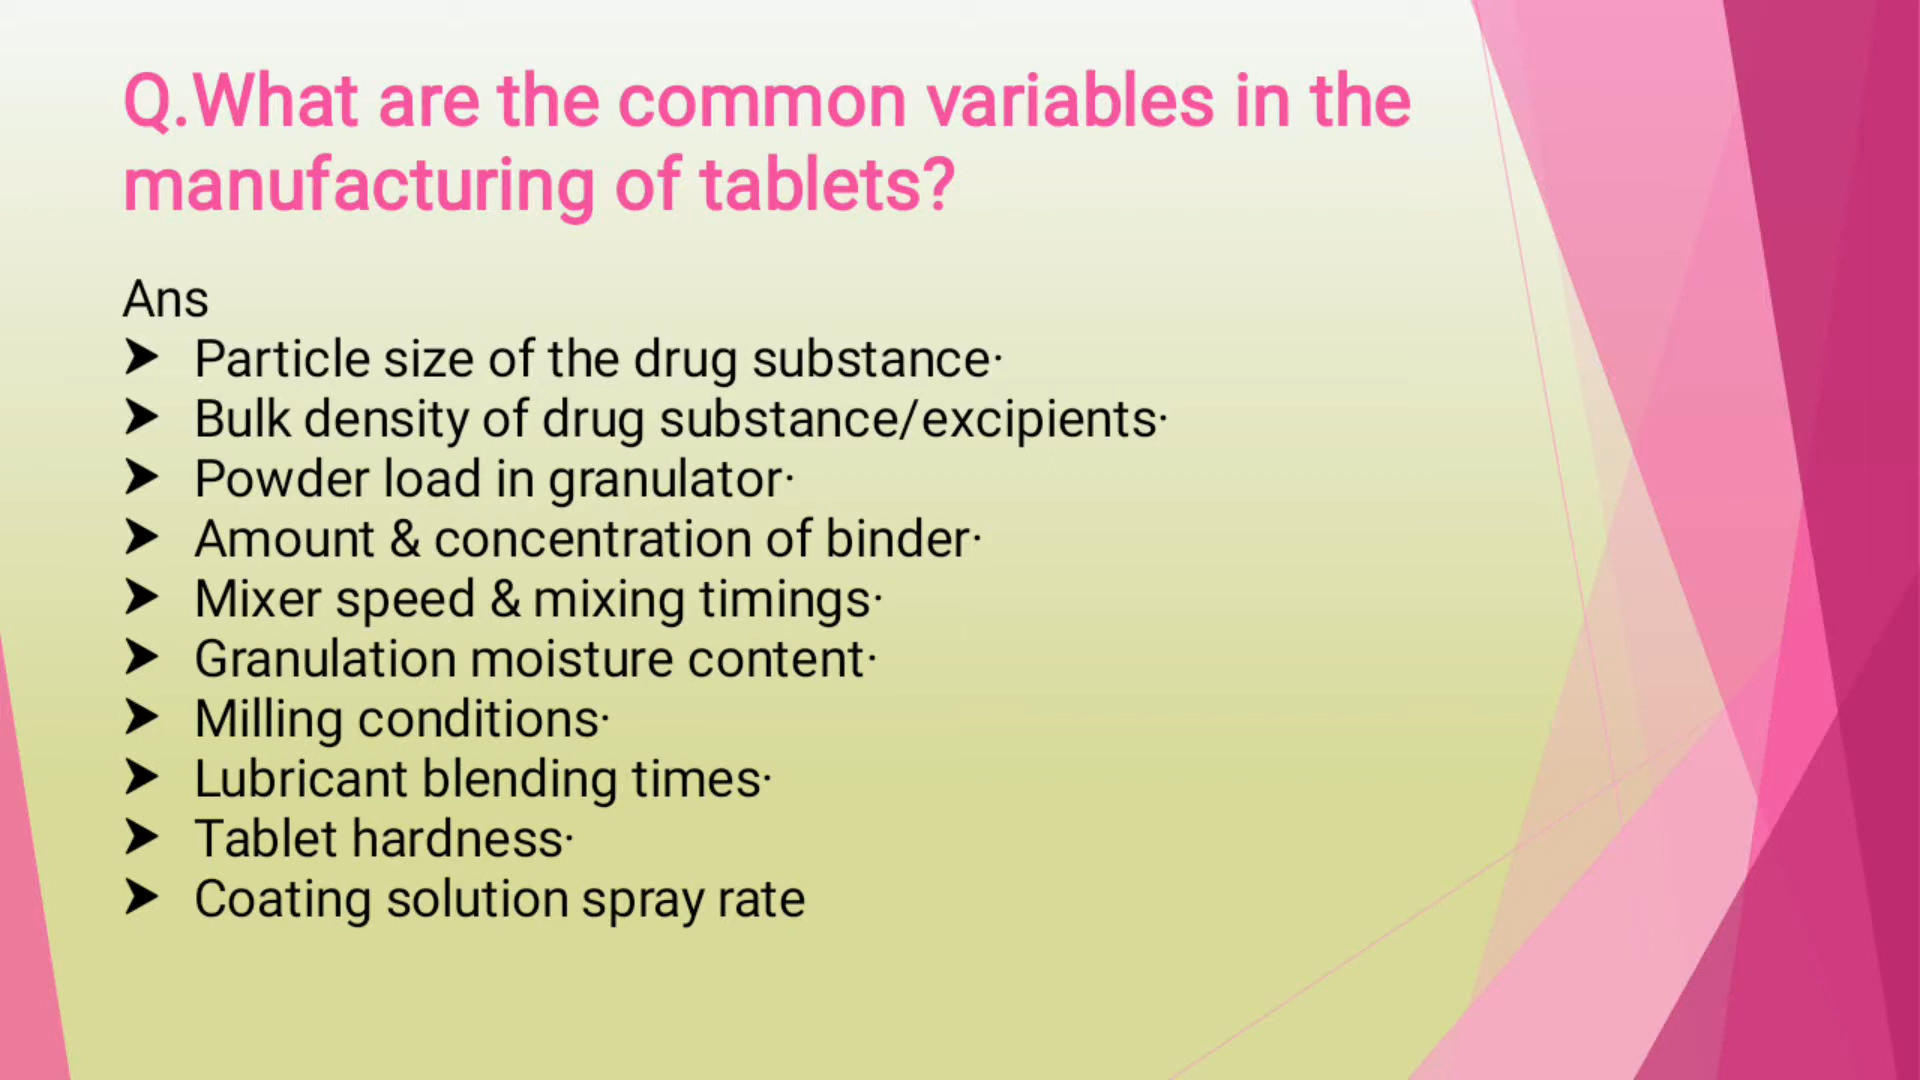 Q.What are the common variables in the
manufacturing of tablets?
Ans
➤ Particle size of the drug substance·
➤ Bulk density of drug substance/excipients·
➤ Powder load in granulator·
➤ Amount & concentration of binder·
➤ Mixer speed & mixing timings·
➤ Granulation moisture content·
➤ Milling conditions·
➤ Lubricant blending times·
➤ Tablet hardness·
➤ Coating solution spray rate